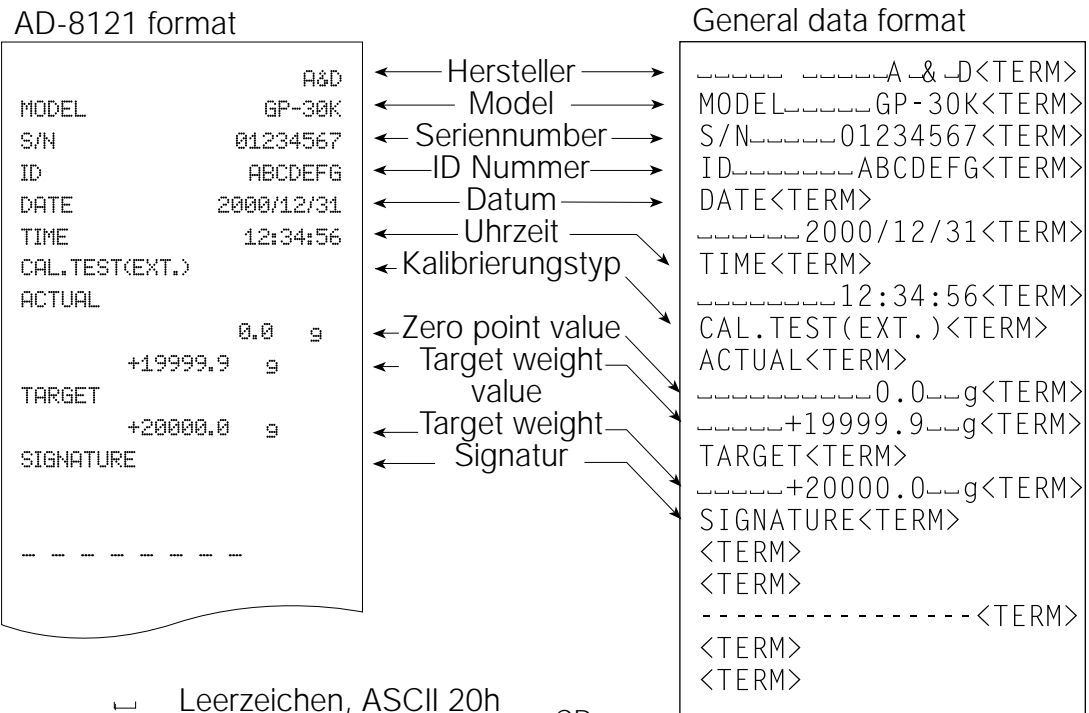 AD-8121 format
A&D
MODEL GP-30K
S/N 01234567
ID ABCDEFG
DATE 2000/12/31
TIME 12:34:56
CAL.TEST(EXT.)
ACTUAL
0.0 g
+19999.9 g
TARGET
+20000.0 g
SIGNATURE
_ _ _ _ _ _ _ _
Hersteller
Model
Seriennumber
ID Nummer
Datum
Uhrzeit
Kalibrierungstyp
Zero point value
Target weight
value
Target weight
Signatur
General data format
␣␣␣␣␣ ␣␣␣␣␣A␣&␣D<TERM>
MODEL␣␣␣␣␣GP-30K<TERM>
S/N␣␣␣␣␣01234567<TERM>
ID␣␣␣␣␣␣␣ABCDEFG<TERM>
DATE<TERM>
␣␣␣␣␣␣2000/12/31<TERM>
TIME<TERM>
␣␣␣␣␣␣␣␣12:34:56<TERM>
CAL.TEST(EXT.)<TERM>
ACTUAL<TERM>
␣␣␣␣␣␣␣␣␣␣0.0␣␣g<TERM>
␣␣␣␣␣+19999.9␣␣g<TERM>
TARGET<TERM>
␣␣␣␣␣+20000.0␣␣g<TERM>
SIGNATURE<TERM>
<TERM>
<TERM>
----------------<TERM>
<TERM>
<TERM>
␣ Leerzeichen, ASCII 20h